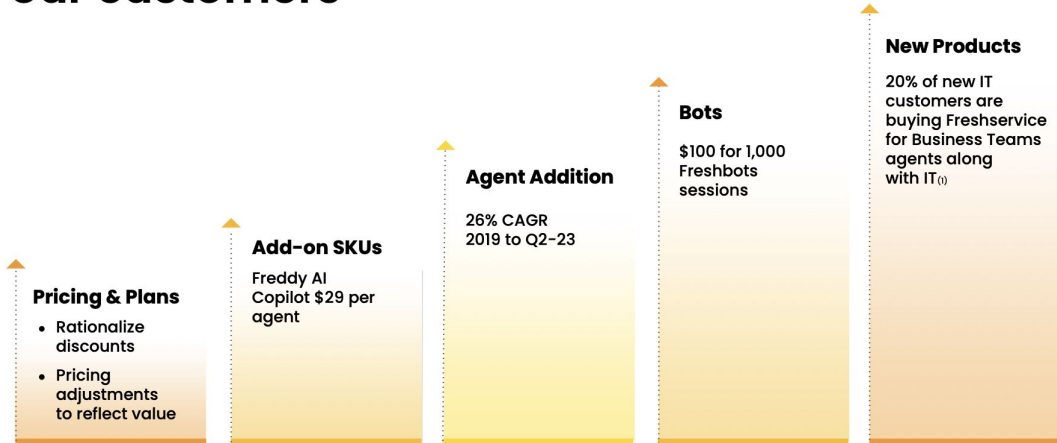 our customers
Pricing & Plans
• Rationalize
discounts
• Pricing
adjustments
to reflect value
Add-on SKUs
Freddy AI
Copilot $29 per
agent
Agent Addition
26% CAGR
2019 to Q2-23
Bots
$100 for 1,000
Freshbots
sessions
New Products
20% of new IT
customers are
buying Freshservice
for Business Teams
agents along
with IT(1)